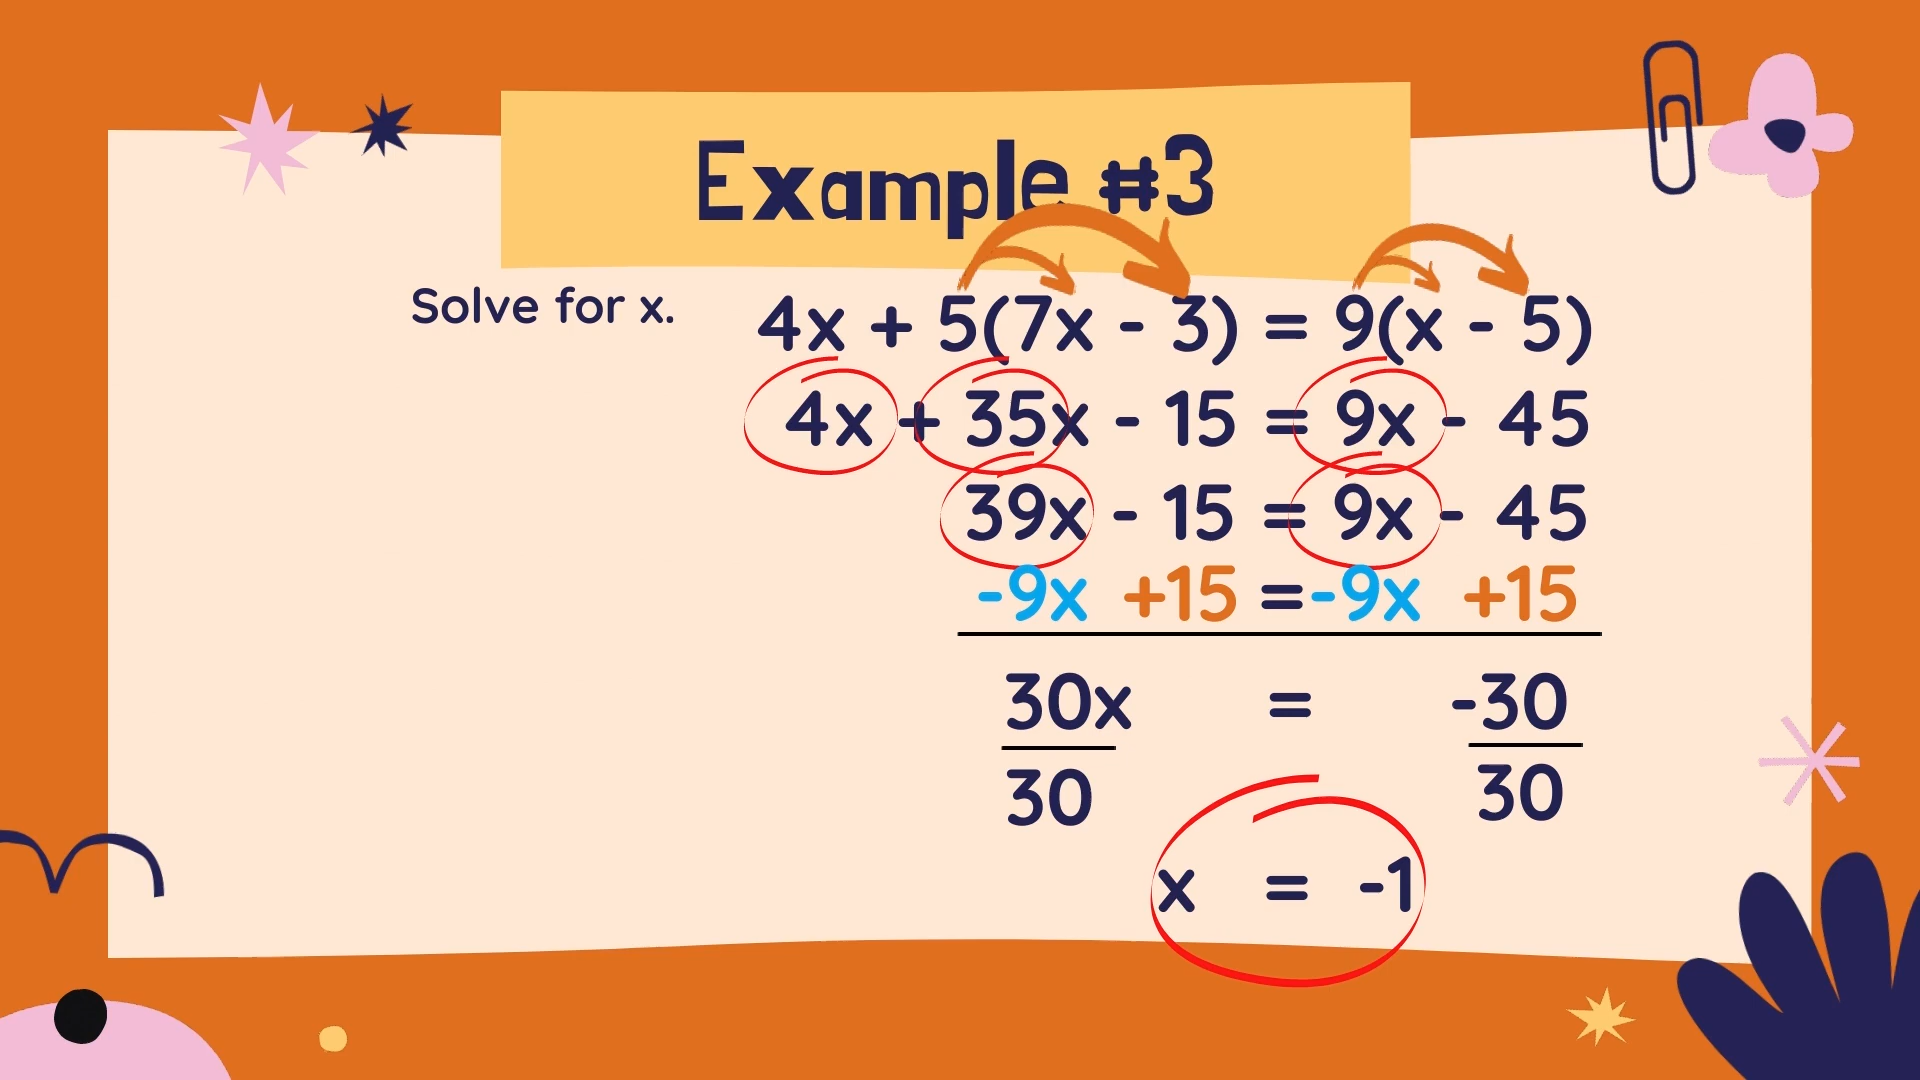 Example #3
Solve for x. 4x + 5(7x - 3) = 9(x - 5)
4x + 35x - 15 = 9x - 45
39x - 15 = 9x - 45
-9x +15 = -9x +15
30x = -30
30 30
x = -1